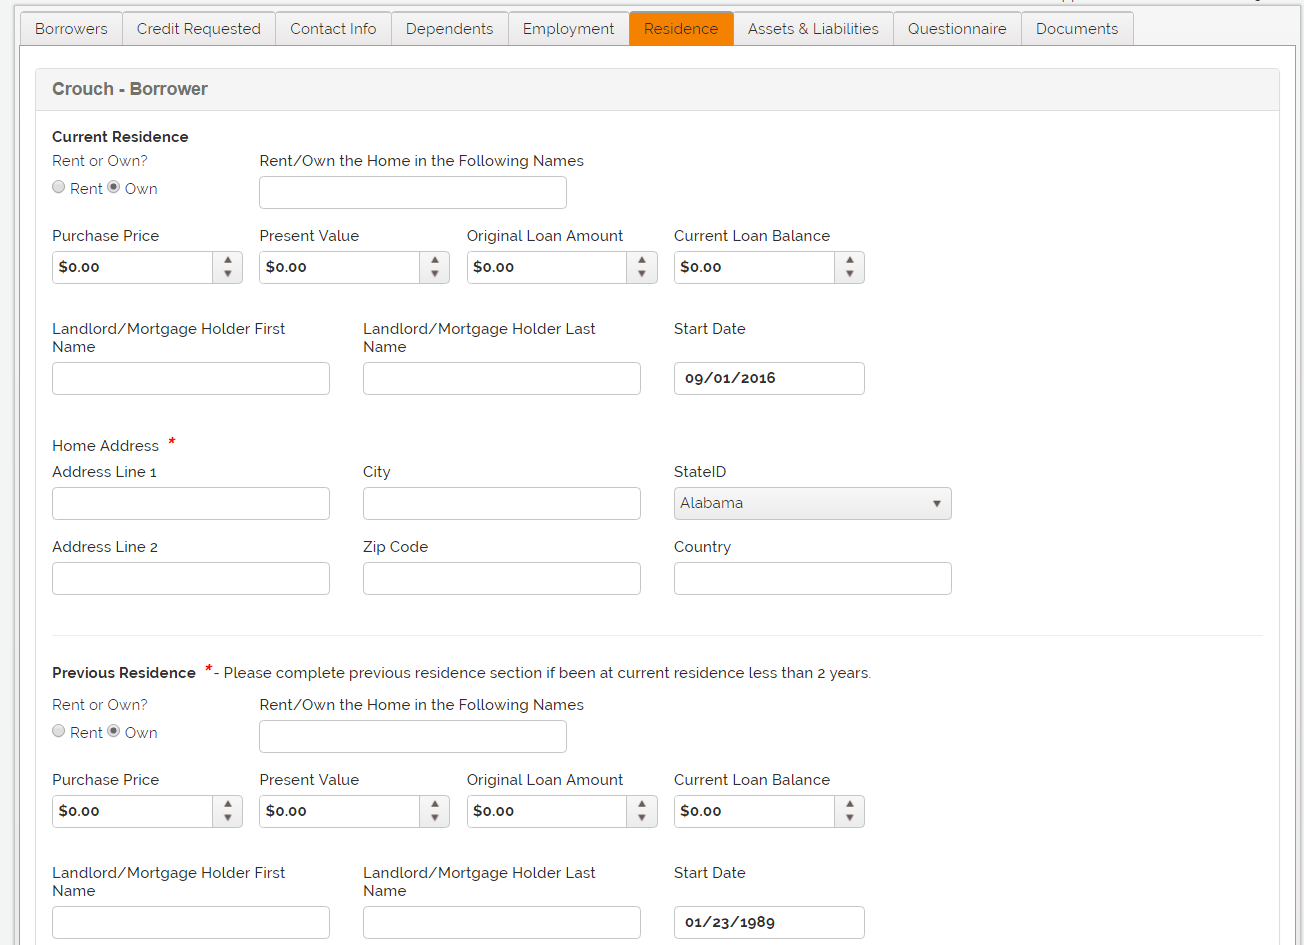 Borrowers Credit Requested Contact Info Dependents Employment Residence Assets & Liabilities Questionnaire Documents
Crouch - Borrower
Current Residence
Rent or Own? Rent/Own the Home in the Following Names
Rent Own
Purchase Price Present Value Original Loan Amount Current Loan Balance
$0.00 $0.00 $0.00 $0.00
Landlord/Mortgage Holder First Name Landlord/Mortgage Holder Last Name Start Date
09/01/2016
Home Address *
Address Line 1 City StateID
Alabama
Address Line 2 Zip Code Country
Previous Residence *- Please complete previous residence section if been at current residence less than 2 years.
Rent or Own? Rent/Own the Home in the Following Names
Rent Own
Purchase Price Present Value Original Loan Amount Current Loan Balance
$0.00 $0.00 $0.00 $0.00
Landlord/Mortgage Holder First Name Landlord/Mortgage Holder Last Name Start Date
01/23/1989